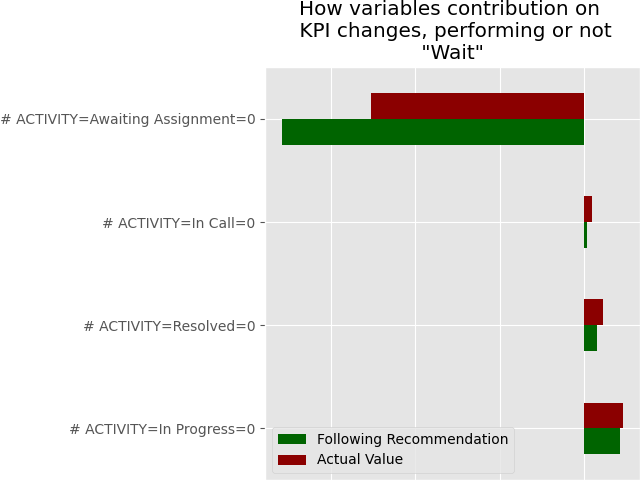 How variables contribution on
KPI changes, performing or not
"Wait"
# ACTIVITY=Awaiting Assignment=0
# ACTIVITY=In Call=0
# ACTIVITY=Resolved=0
# ACTIVITY=In Progress=0
Following Recommendation
Actual Value